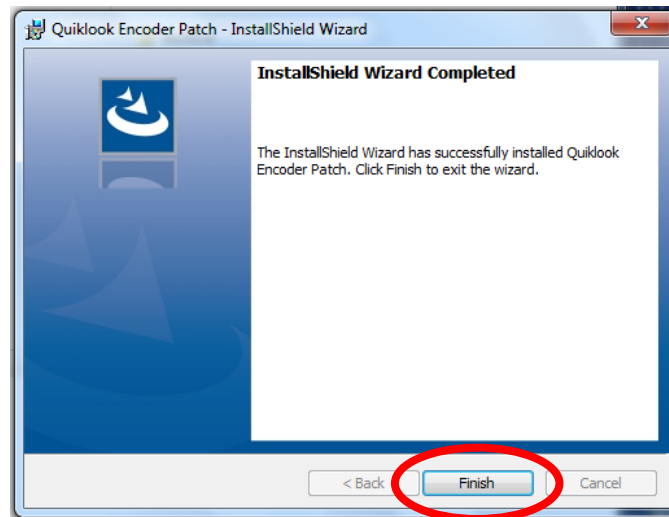 Quiklook Encoder Patch - InstallShield Wizard
InstallShield Wizard Completed
The InstallShield Wizard has successfully installed Quiklook
Encoder Patch. Click Finish to exit the wizard.
< Back Finish Cancel